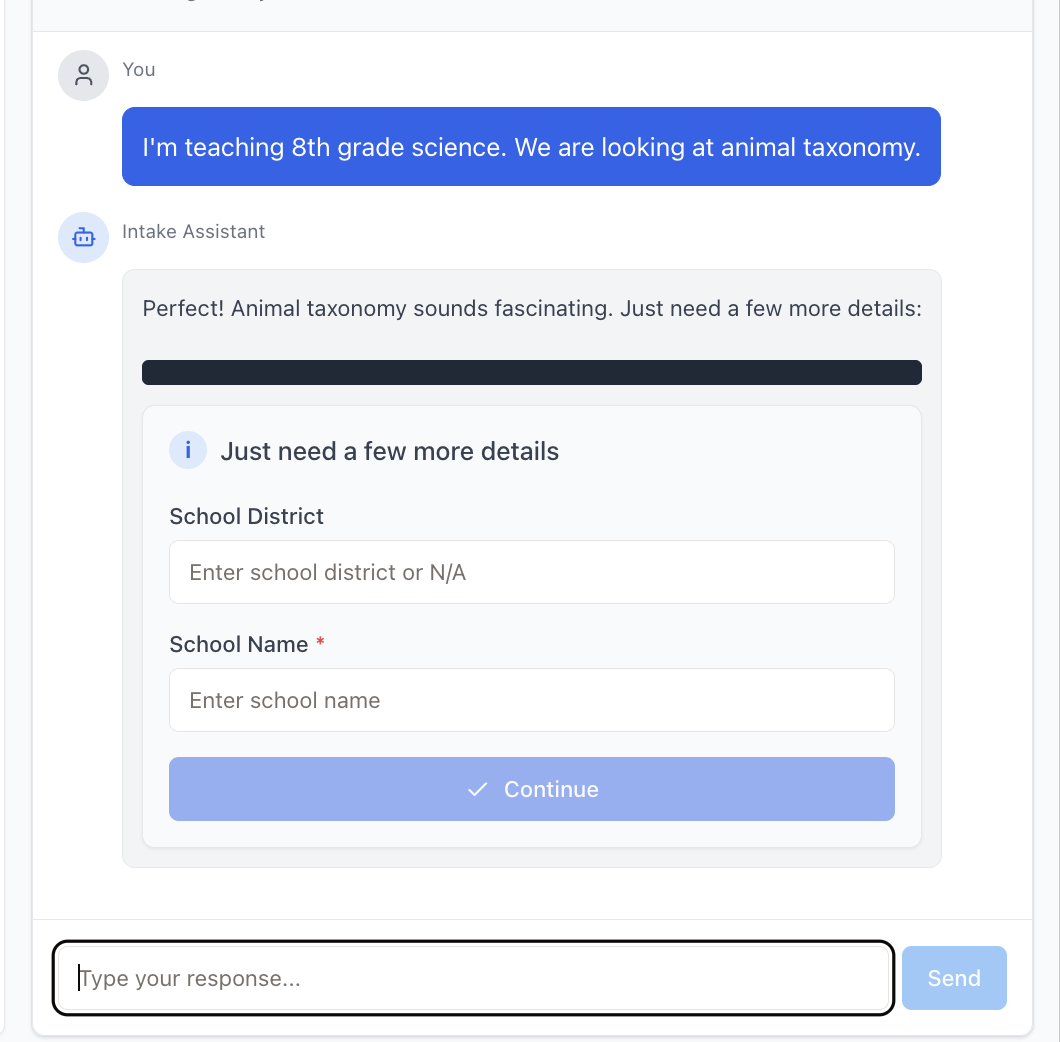 You
I'm teaching 8th grade science. We are looking at animal taxonomy.
Intake Assistant
Perfect! Animal taxonomy sounds fascinating. Just need a few more details:
i Just need a few more details
School District
Enter school district or N/A
School Name *
Enter school name
Continue
Type your response...
Send